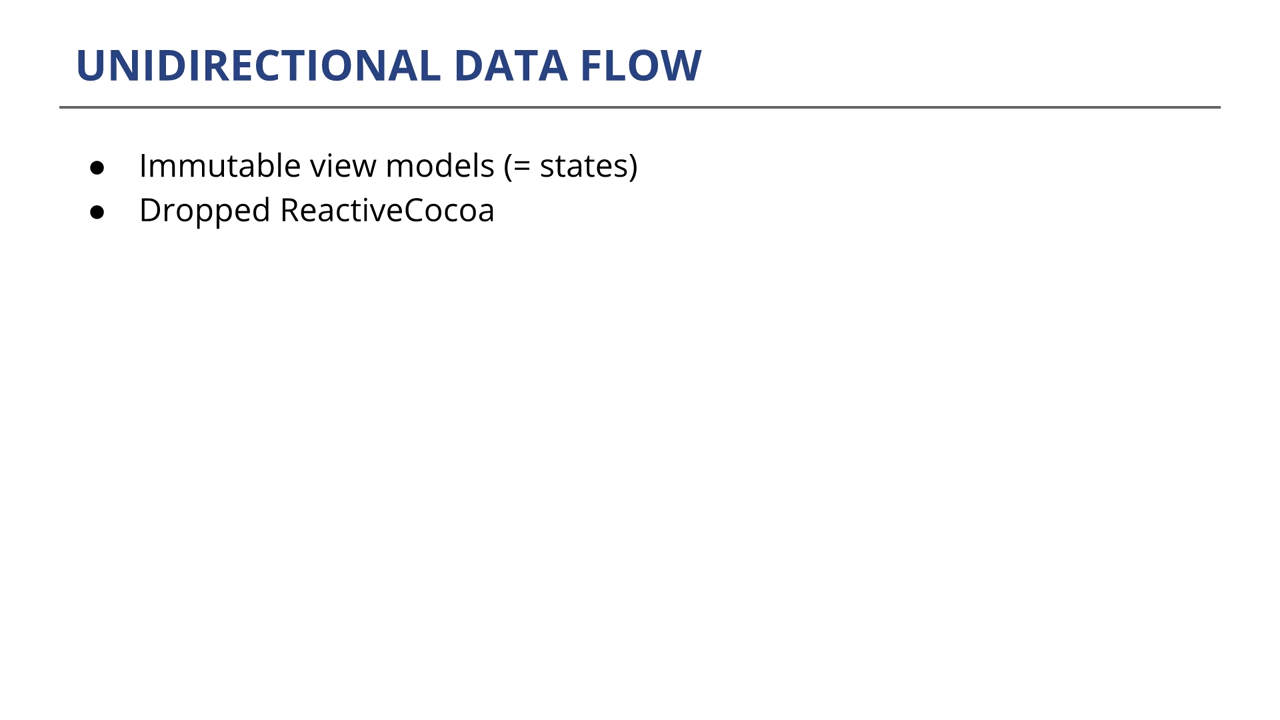 UNIDIRECTIONAL DATA FLOW
● Immutable view models (= states)
● Dropped ReactiveCocoa